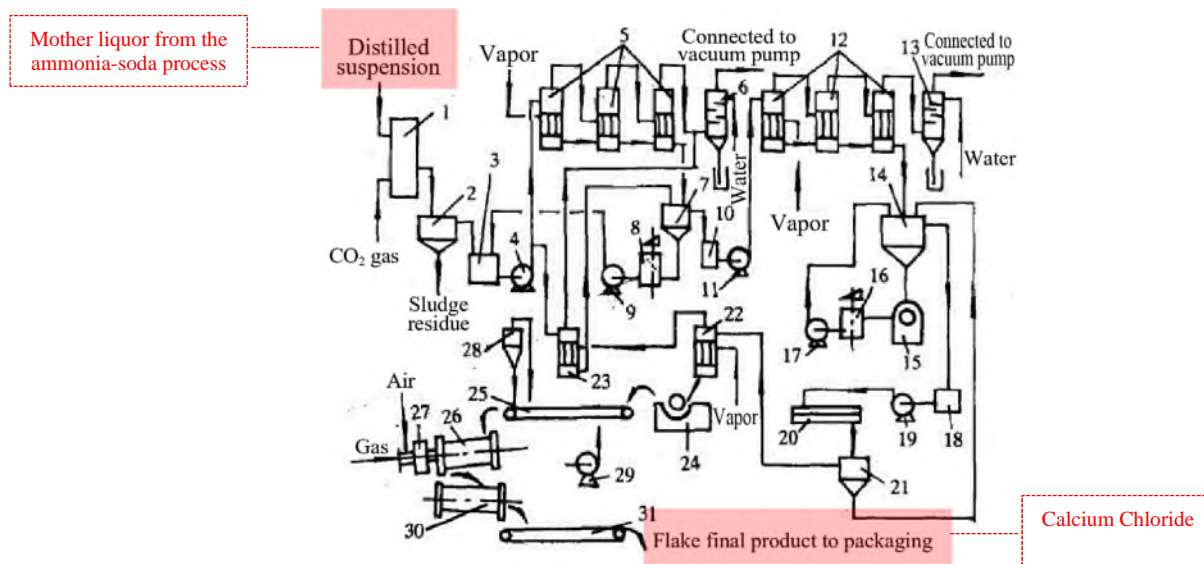 Mother liquor from the
ammonia-soda process
Distilled
suspension
Vapor
5
Connected to
vacuum pump
12
13
Connected to
vacuum pump
1
6
3
2
Water
Water
7
14
8
10
Vapor
CO₂ gas
4
16
Sludge
residue
9
11
22
17
15
28
23
Air
25
Vapor
27
26
20
19
18
Gas
24
29
21
30
31
Flake final product to packaging
Calcium Chloride